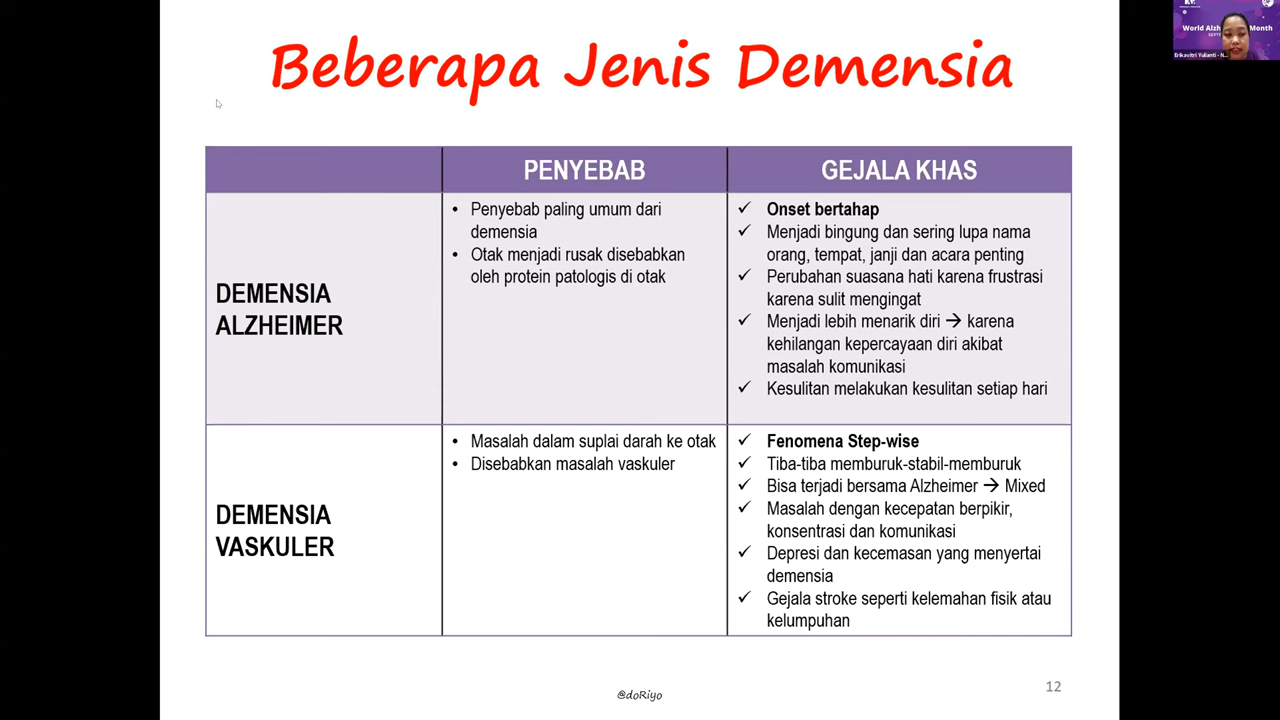 Beberapa Jenis Demensia
PENYEBAB
GEJALA KHAS
DEMENSIA
ALZHEIMER
• Penyebab paling umum dari
demensia
• Otak menjadi rusak disebabkan
oleh protein patologis di otak
✓ Onset bertahap
✓ Menjadi bingung dan sering lupa nama
orang, tempat, janji dan acara penting
✓ Perubahan suasana hati karena frustrasi
karena sulit mengingat
✓ Menjadi lebih menarik diri → karena
kehilangan kepercayaan diri akibat
masalah komunikasi
✓ Kesulitan melakukan kesulitan setiap hari
DEMENSIA
VASKULER
• Masalah dalam suplai darah ke otak
• Disebabkan masalah vaskuler
✓ Fenomena Step-wise
✓ Tiba-tiba memburuk-stabil-memburuk
✓ Bisa terjadi bersama Alzheimer → Mixed
✓ Masalah dengan kecepatan berpikir,
konsentrasi dan komunikasi
✓ Depresi dan kecemasan yang menyertai
demensia
✓ Gejala stroke seperti kelemahan fisik atau
kelumpuhan
@doRiyo
12
World Alz Month
Erikavitri Yulianti - N...